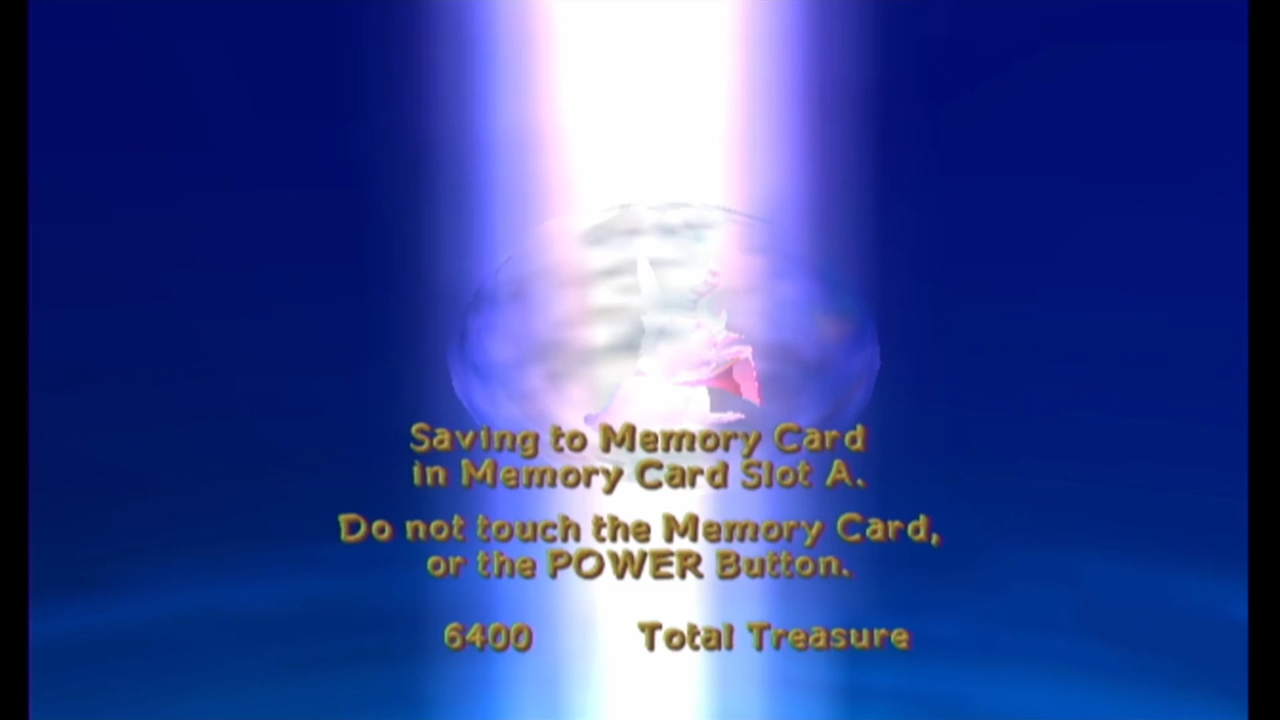 Saving to Memory Card
in Memory Card Slot A.
Do not touch the Memory Card,
or the POWER Button.
6400 Total Treasure